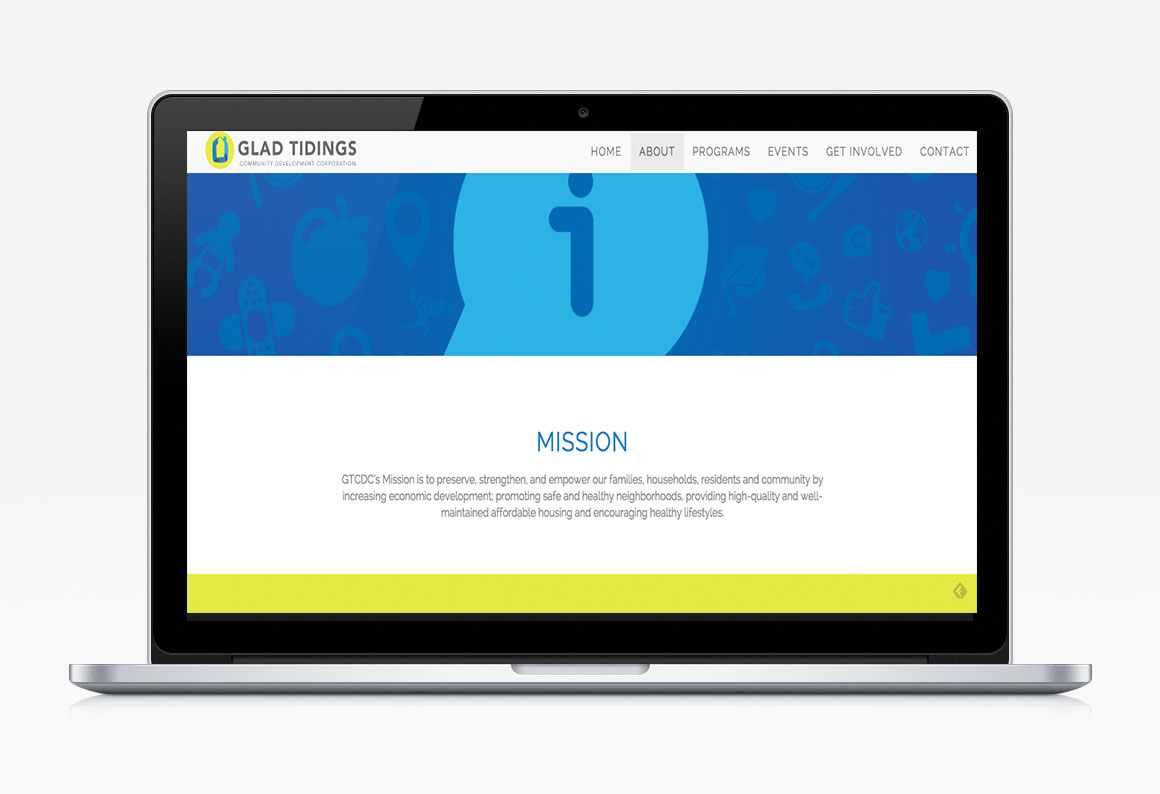 GLAD TIDINGS
COMMUNITY DEVELOPMENT CORPORATION
HOME ABOUT PROGRAMS EVENTS GET INVOLVED CONTACT
i
MISSION
GTCDC's Mission is to preserve, strengthen, and empower our families, households, residents and community by
increasing economic development; promoting safe and healthy neighborhoods, providing high-quality and well-
maintained affordable housing and encouraging healthy lifestyles.